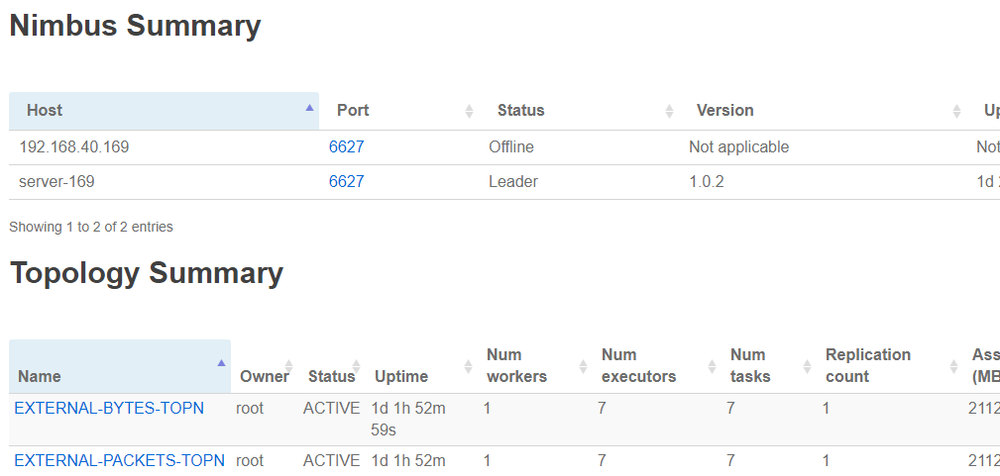 Nimbus Summary
Host Port Status Version Up
192.168.40.169 6627 Offline Not applicable Not
server-169 6627 Leader 1.0.2 1d
Showing 1 to 2 of 2 entries
Topology Summary
Num Num Num Replication Ass
Name Owner Status Uptime workers executors tasks count (MB
EXTERNAL-BYTES-TOPN root ACTIVE 1d 1h 52m 1 7 7 1 2112
59s
EXTERNAL-PACKETS-TOPN root ACTIVE 1d 1h 52m 1 7 7 1 2112